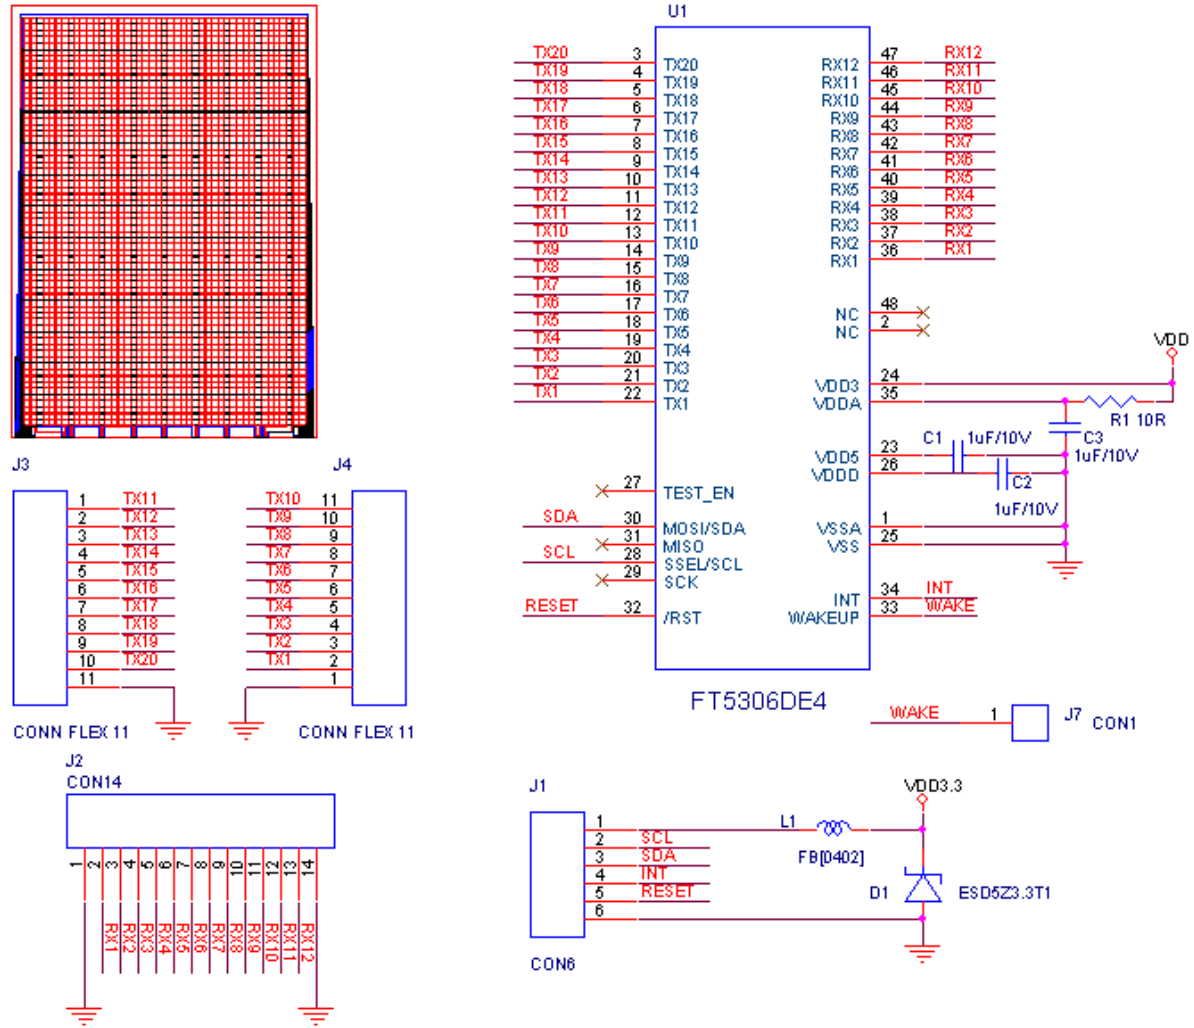 U1
TX20 3 TX20
TX19 4 TX19
TX18 5 TX18
TX17 6 TX17
TX16 7 TX16
TX15 8 TX15
TX14 9 TX14
TX13 10 TX13
TX12 11 TX12
TX11 12 TX11
TX10 13 TX10
TX9 14 TX9
TX8 15 TX8
TX7 16 TX7
TX6 17 TX6
TX5 18 TX5
TX4 19 TX4
TX3 20 TX3
TX2 21 TX2
TX1 22 TX1
27 TEST_EN
SDA 30 MOSI/SDA
31 MISO
SCL 28 SSEL/SCL
29 SCK
RESET 32 /RST
RX12 47 RX12
RX11 46 RX11
RX10 45 RX10
RX9 44 RX9
RX8 43 RX8
RX7 42 RX7
RX6 41 RX6
RX5 40 RX5
RX4 39 RX4
RX3 38 RX3
RX2 37 RX2
RX1 36 RX1
NC 48
NC 2
VDD
VDD3 24
VDDA 35
R1 10R
C3
1uF/10V
C1 1uF/10V
VDD5 23
VDDD 26
C2
1uF/10V
VSSA 1
VSS 25
INT 34 INT
WAKEUP 33 WAKE
FT5306DE4
J3
1 TX11
2 TX12
3 TX13
4 TX14
5 TX15
6 TX16
7 TX17
8 TX18
9 TX19
10 TX20
11
CONN FLEX 11
J4
TX10 11
TX9 10
TX8 9
TX7 8
TX6 7
TX5 6
TX4 5
TX3 4
TX2 3
TX1 2
1
CONN FLEX 11
WAKE 1 J7 CON1
J2
CON14
1 2 3 4 5 6 7 8 9 10 11 12 13 14
RX1 RX2 RX3 RX4 RX5 RX6 RX7 RX8 RX9 RX10 RX11 RX12
J1
1
2 SCL
3 SDA
4 INT
5 RESET
6
CON6
VDD3.3
L1
FB[0402]
D1 ESD5Z3.3T1